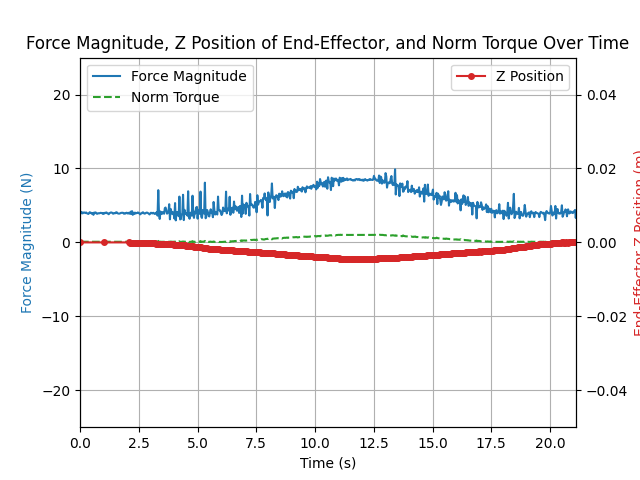 Force Magnitude, Z Position of End-Effector, and Norm Torque Over Time
Force Magnitude
Norm Torque
Z Position
Force Magnitude (N)
20
10
0
−10
−20
0.04
0.02
0.00
−0.02
−0.04
End-Effector Z Position (m)
0.0 2.5 5.0 7.5 10.0 12.5 15.0 17.5 20.0
Time (s)